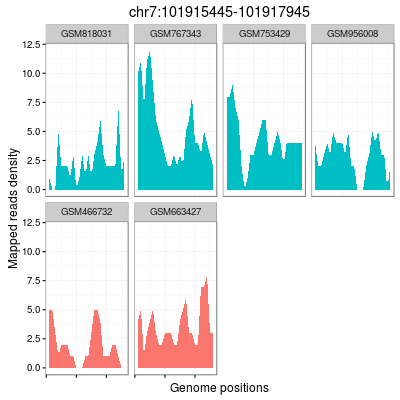 chr7:101915445-101917945
GSM818031 GSM767343 GSM753429 GSM956008
12.5
10.0
7.5
5.0
2.5
0.0
GSM466732 GSM663427
12.5
10.0
7.5
5.0
2.5
0.0
Mapped reads density
Genome positions